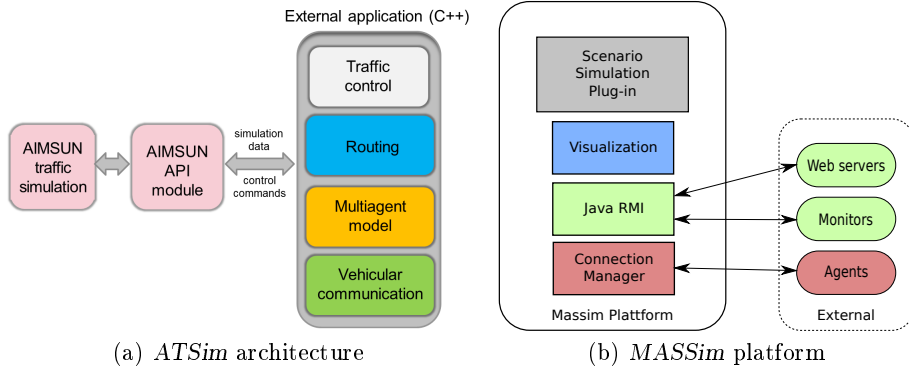 External application (C++)
Traffic
control
Routing
Multiagent
model
Vehicular
communication
AIMSUN
traffic
simulation
AIMSUN
API
module
simulation
data
control
commands
(a) ATSim architecture
Scenario
Simulation
Plug-in
Visualization
Java RMI
Connection
Manager
Massim Plattform
Web servers
Monitors
Agents
External
(b) MASSim platform